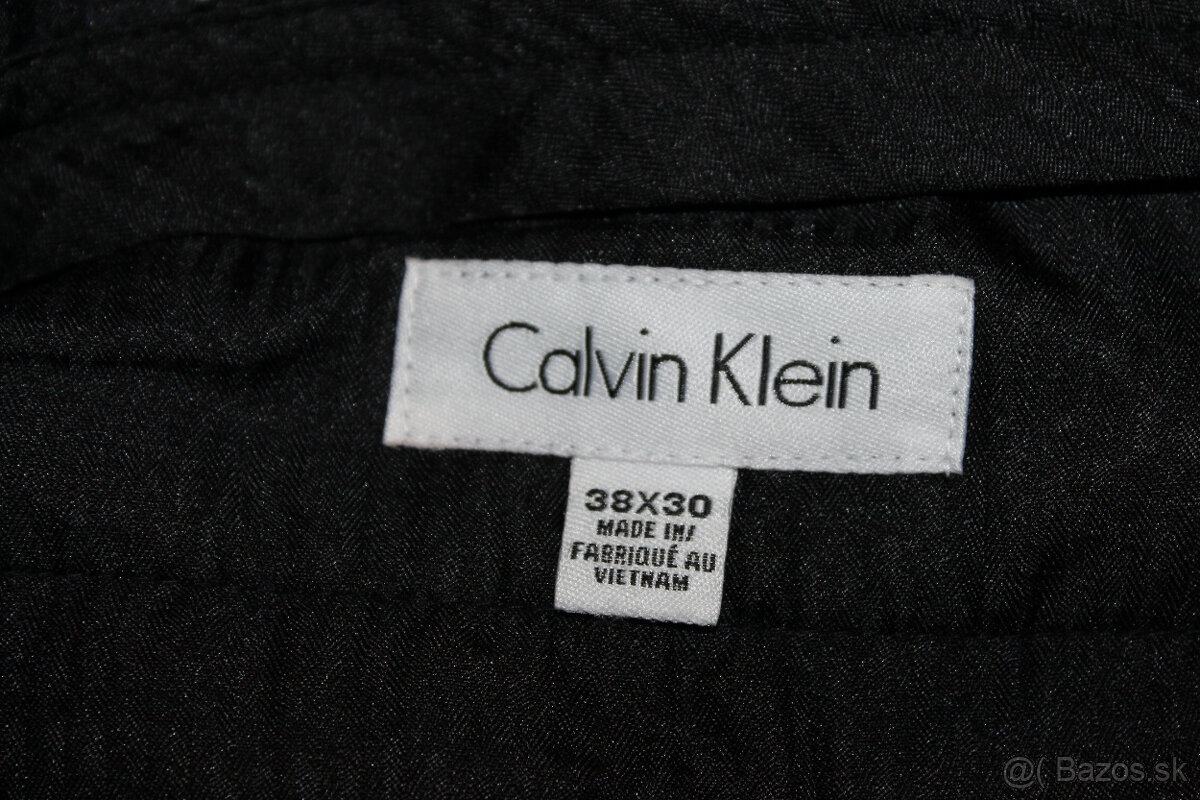 Calvin Klein
38X30
MADE IN/
FABRIQUÉ AU
VIETNAM
@( Bazos.sk